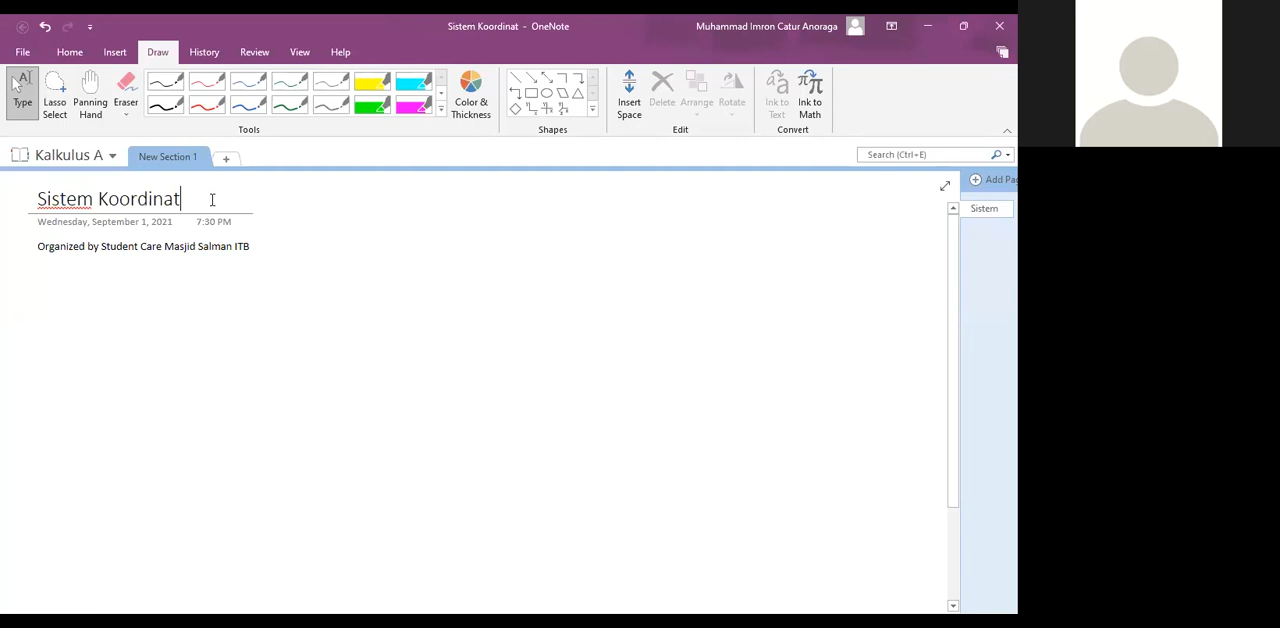 Sistem Koordinat - OneNote
Muhammad Imron Catur Anoraga
File Home Insert Draw History Review View Help
Type
Lasso Select
Panning Hand
Eraser
Color & Thickness
Insert Space
Delete
Arrange
Rotate
Ink to Text
Ink to Math
Tools
Shapes
Edit
Convert
Kalkulus A
New Section 1
Search (Ctrl+E)
Sistem Koordinat
Add Pag
Wednesday, September 1, 2021 7:30 PM
Sistem
Organized by Student Care Masjid Salman ITB